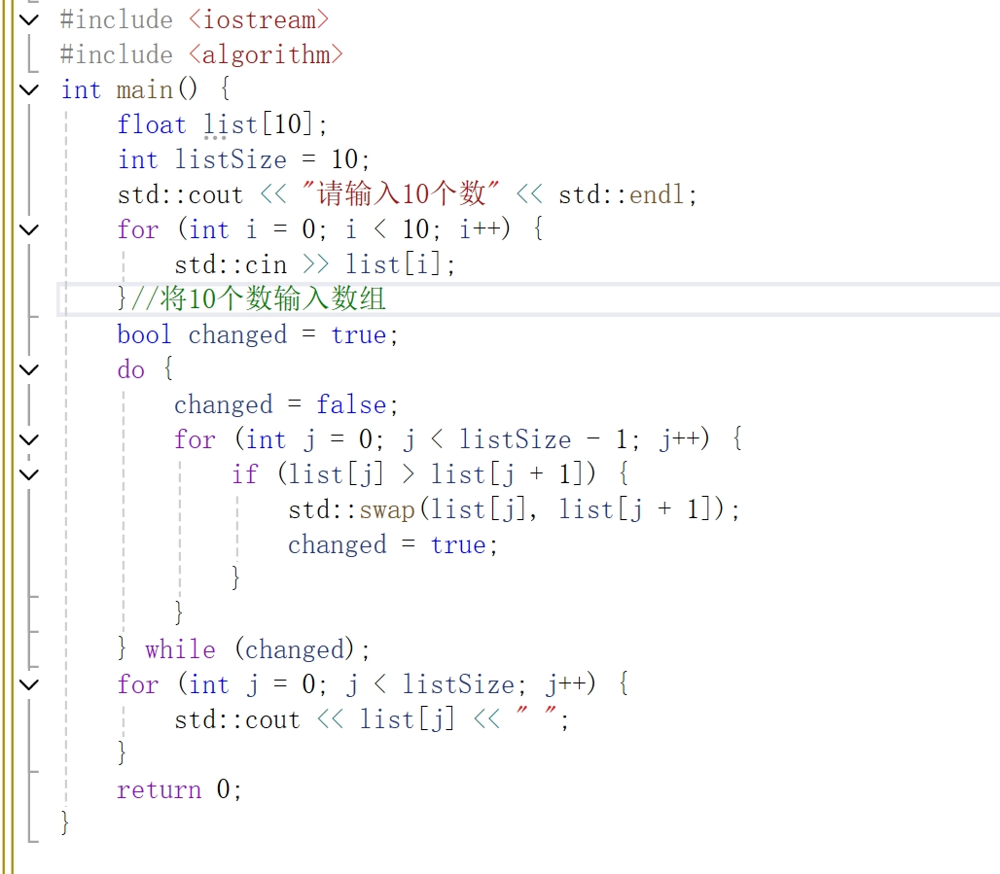 #include <iostream>
#include <algorithm>
int main() {
    float list[10];
    int listSize = 10;
    std::cout << "请输入10个数" << std::endl;
    for (int i = 0; i < 10; i++) {
        std::cin >> list[i];
    }//将10个数输入数组
    bool changed = true;
    do {
        changed = false;
        for (int j = 0; j < listSize - 1; j++) {
            if (list[j] > list[j + 1]) {
                std::swap(list[j], list[j + 1]);
                changed = true;
            }
        }
    } while (changed);
    for (int j = 0; j < listSize; j++) {
        std::cout << list[j] << " ";
    }
    return 0;
}